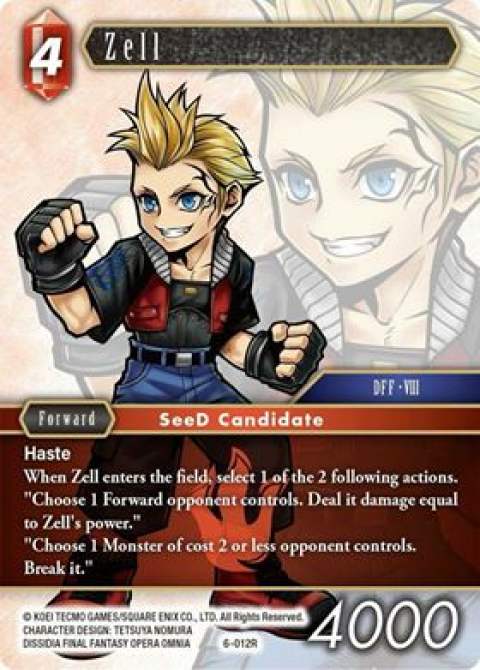 4
Zell
DFF · VIII
Forward
SeeD Candidate
Haste
When Zell enters the field, select 1 of the 2 following actions.
"Choose 1 Forward opponent controls. Deal it damage equal
to Zell's power."
"Choose 1 Monster of cost 2 or less opponent controls.
Break it."
© KOEI TECMO GAMES/SQUARE ENIX CO., LTD. All Rights Reserved.
CHARACTER DESIGN: TETSUYA NOMURA
DISSIDIA FINAL FANTASY OPERA OMNIA
6-012R
4000